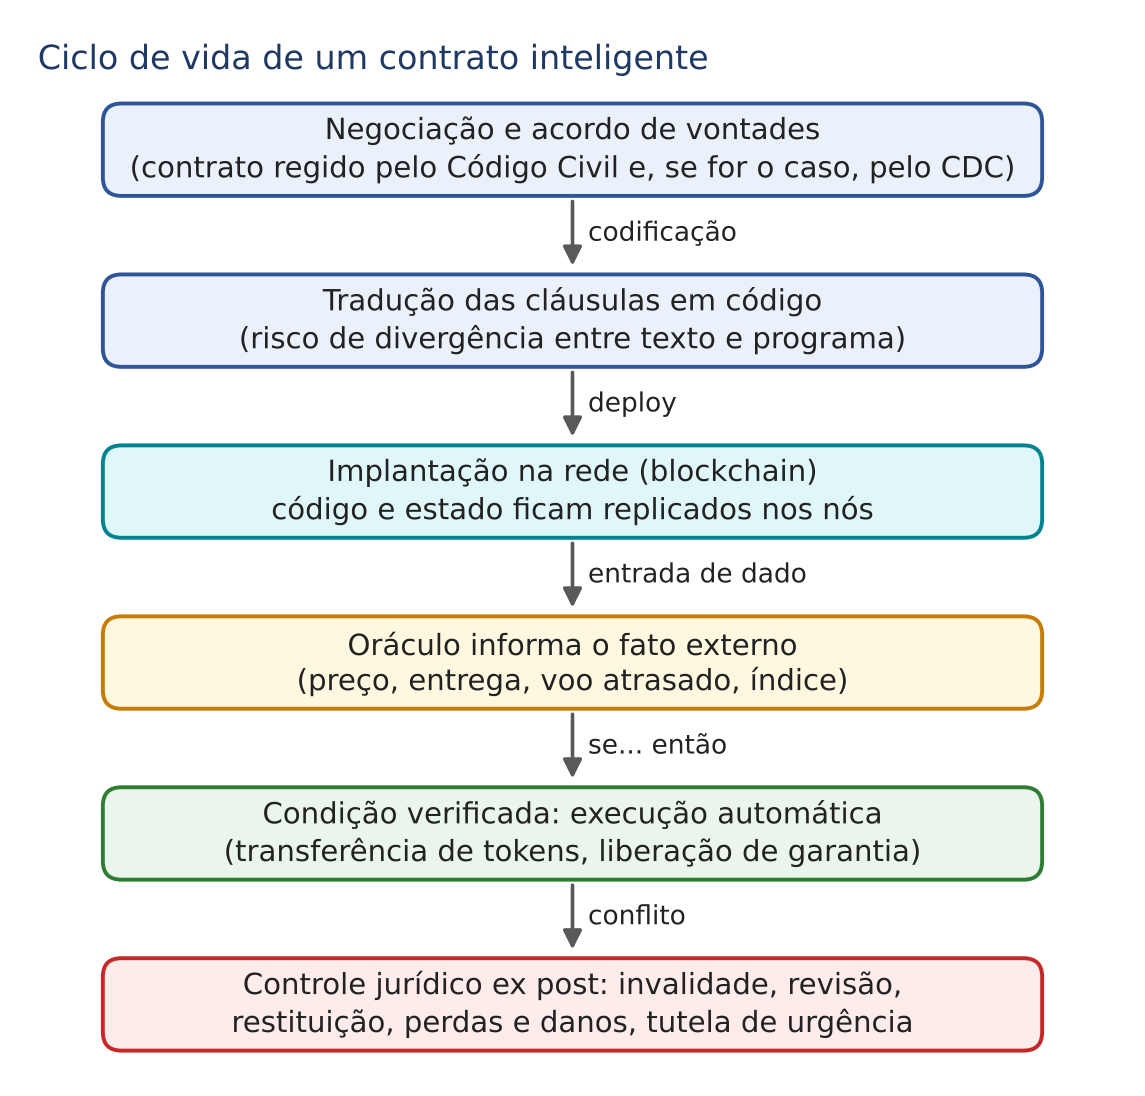 Ciclo de vida de um contrato inteligente
Negociação e acordo de vontades
(contrato regido pelo Código Civil e, se for o caso, pelo CDC)
codificação
Tradução das cláusulas em código
(risco de divergência entre texto e programa)
deploy
Implantação na rede (blockchain)
código e estado ficam replicados nos nós
entrada de dado
Oráculo informa o fato externo
(preço, entrega, voo atrasado, índice)
se... então
Condição verificada: execução automática
(transferência de tokens, liberação de garantia)
conflito
Controle jurídico ex post: invalidade, revisão,
restituição, perdas e danos, tutela de urgência